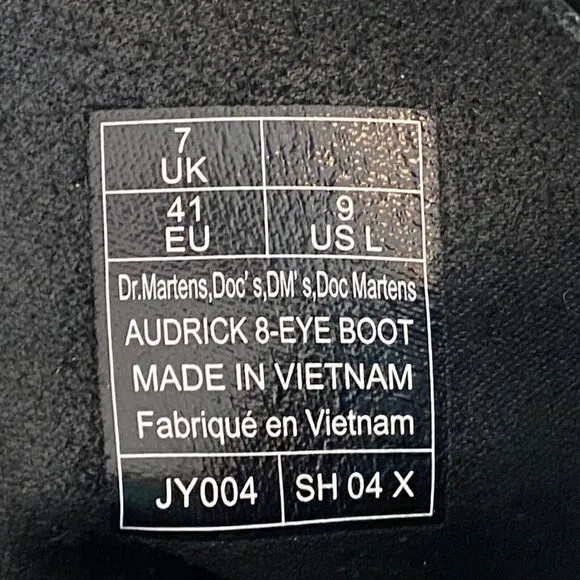 7
UK
41
EU
9
US L
Dr.Martens,Doc's,DM's,Doc Martens
AUDRICK 8-EYE BOOT
MADE IN VIETNAM
Fabriqué en Vietnam
JY004 SH 04 X